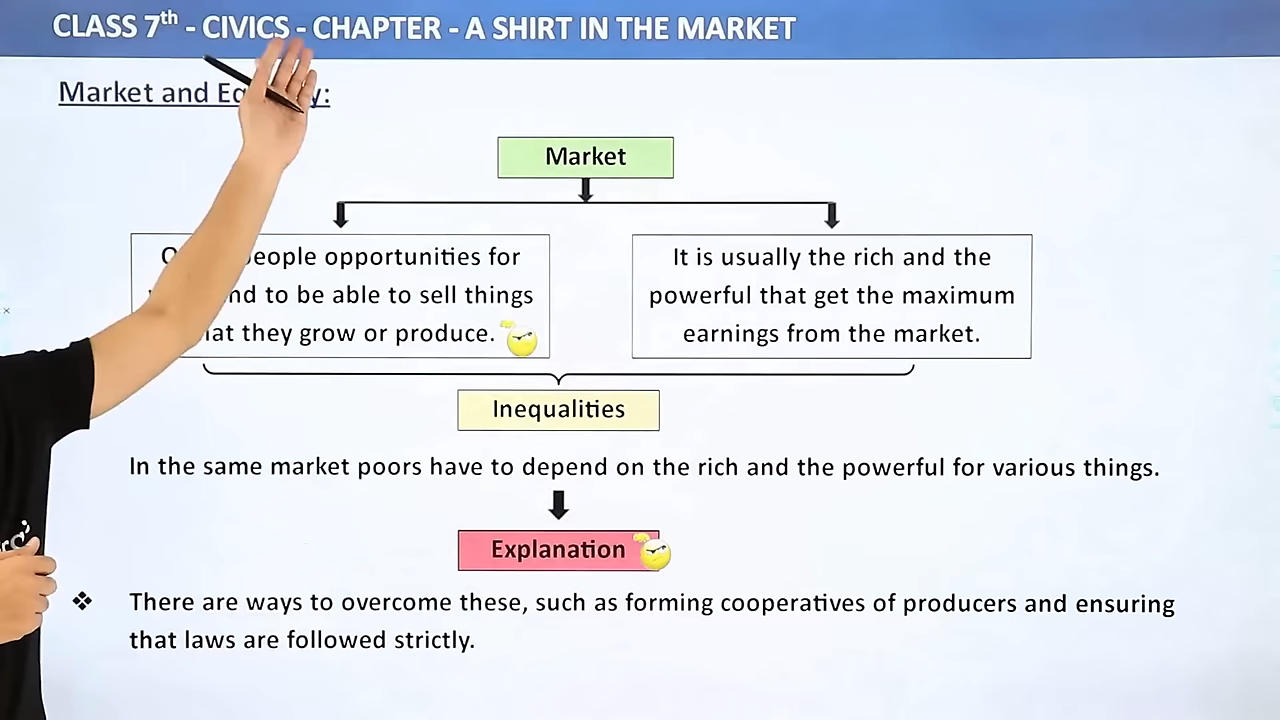 CLASS 7th - CIVICS - CHAPTER - A SHIRT IN THE MARKET
Market and
Market
people opportunities for
to be able to sell things
they grow or produce.
It is usually the rich and the
powerful that get the maximum
earnings from the market.
Inequalities
In the same market poors have to depend on the rich and the powerful for various things.
Explanation
❖ There are ways to overcome these, such as forming cooperatives of producers and ensuring
that laws are followed strictly.